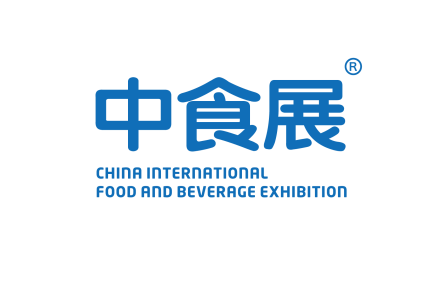 中食展®
CHINA INTERNATIONAL
FOOD AND BEVERAGE EXHIBITION